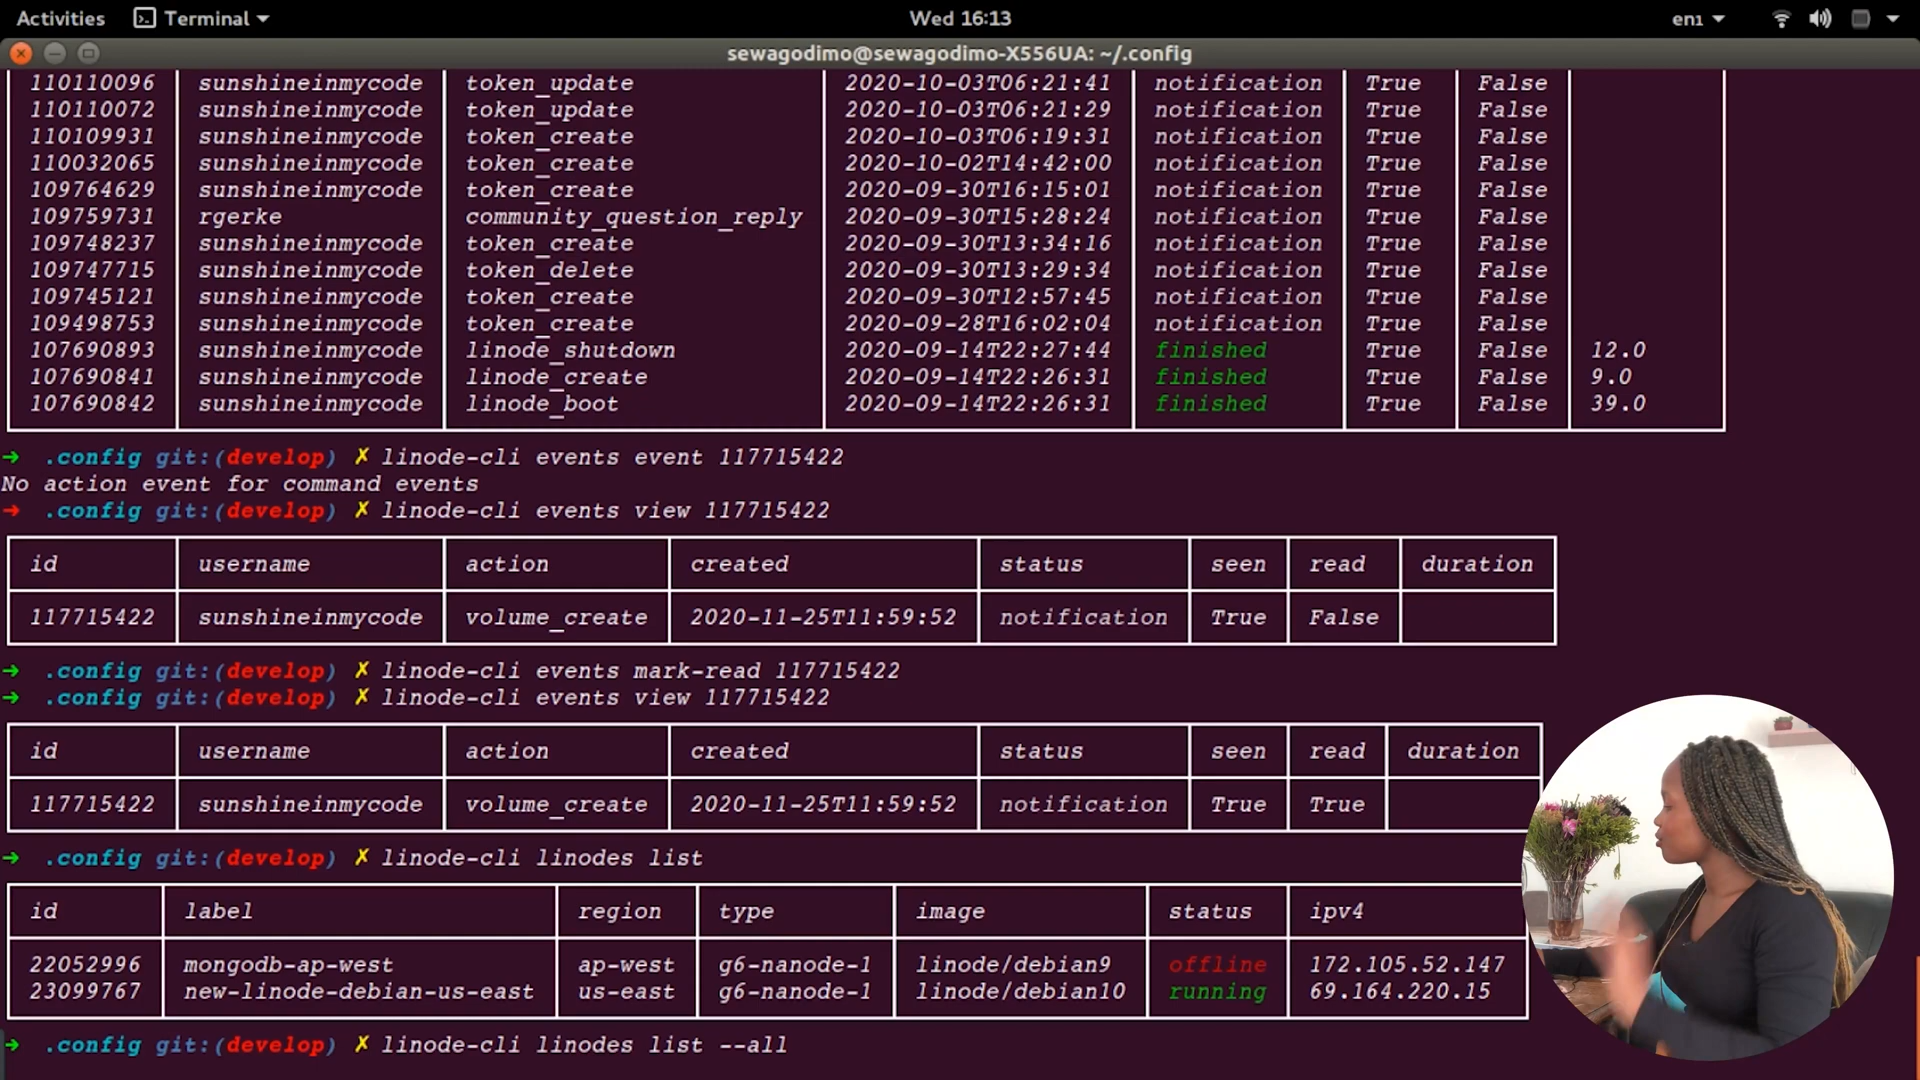 Activities Terminal Wed 16:13 en1
sewagodimo@sewagodimo-X556UA: ~/.config
110110096 sunshineinmycode token_update 2020-10-03T06:21:41 notification True False
110110072 sunshineinmycode token_update 2020-10-03T06:21:29 notification True False
110109931 sunshineinmycode token_create 2020-10-03T06:19:31 notification True False
110032065 sunshineinmycode token_create 2020-10-02T14:42:00 notification True False
109764629 sunshineinmycode token_create 2020-09-30T16:15:01 notification True False
109759731 rgerke community_question_reply 2020-09-30T15:28:24 notification True False
109748237 sunshineinmycode token_create 2020-09-30T13:34:16 notification True False
109747715 sunshineinmycode token_delete 2020-09-30T13:29:34 notification True False
109745121 sunshineinmycode token_create 2020-09-30T12:57:45 notification True False
109498753 sunshineinmycode token_create 2020-09-28T16:02:04 notification True False
107690893 sunshineinmycode linode_shutdown 2020-09-14T22:27:44 finished True False 12.0
107690841 sunshineinmycode linode_create 2020-09-14T22:26:31 finished True False 9.0
107690842 sunshineinmycode linode_boot 2020-09-14T22:26:31 finished True False 39.0
→ .config git:(develop) ✗ linode-cli events event 117715422
No action event for command events
→ .config git:(develop) ✗ linode-cli events view 117715422
id username action created status seen read duration
117715422 sunshineinmycode volume_create 2020-11-25T11:59:52 notification True False
→ .config git:(develop) ✗ linode-cli events mark-read 117715422
→ .config git:(develop) ✗ linode-cli events view 117715422
id username action created status seen read duration
117715422 sunshineinmycode volume_create 2020-11-25T11:59:52 notification True True
→ .config git:(develop) ✗ linode-cli linodes list
id label region type image status ipv4
22052996 mongodb-ap-west ap-west g6-nanode-1 linode/debian9 offline 172.105.52.147
23099767 new-linode-debian-us-east us-east g6-nanode-1 linode/debian10 running 69.164.220.15
→ .config git:(develop) ✗ linode-cli linodes list --all